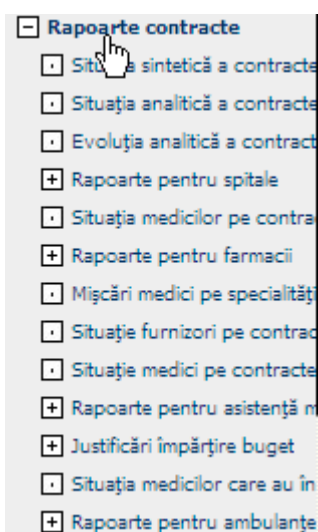 Rapoarte contracte
sintetică a contracte
Situația analitică a contracte
Evoluția analitică a contract
Rapoarte pentru spitale
Situația medicilor pe contra
Rapoarte pentru farmacii
Mișcări medici pe specialități
Situație furnizori pe contrac
Situație medici pe contracte
Rapoarte pentru asistență m
Justificări împărțire buget
Situația medicilor care au în
Rapoarte pentru ambulanțe